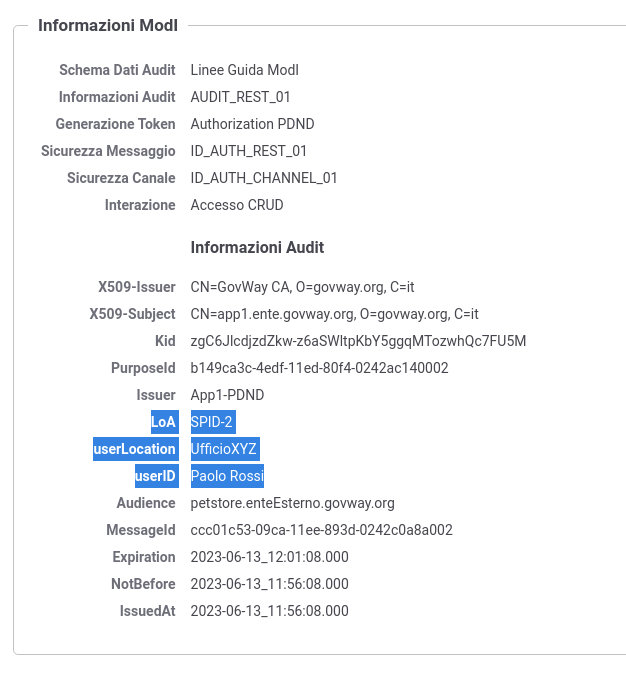 Informazioni ModI
Schema Dati Audit Linee Guida ModI
Informazioni Audit AUDIT_REST_01
Generazione Token Authorization PDND
Sicurezza Messaggio ID_AUTH_REST_01
Sicurezza Canale ID_AUTH_CHANNEL_01
Interazione Accesso CRUD
Informazioni Audit
X509-Issuer CN=GovWay CA, O=govway.org, C=it
X509-Subject CN=app1.ente.govway.org, O=govway.org, C=it
Kid zgC6JlcdjzdZkw-z6aSWltpKbY5ggqMTozwhQc7FU5M
PurposeId b149ca3c-4edf-11ed-80f4-0242ac140002
Issuer App1-PDND
LoA SPID-2
userLocation UfficioXYZ
userID Paolo Rossi
Audience petstore.enteEsterno.govway.org
MessageId ccc01c53-09ca-11ee-893d-0242c0a8a002
Expiration 2023-06-13_12:01:08.000
NotBefore 2023-06-13_11:56:08.000
IssuedAt 2023-06-13_11:56:08.000